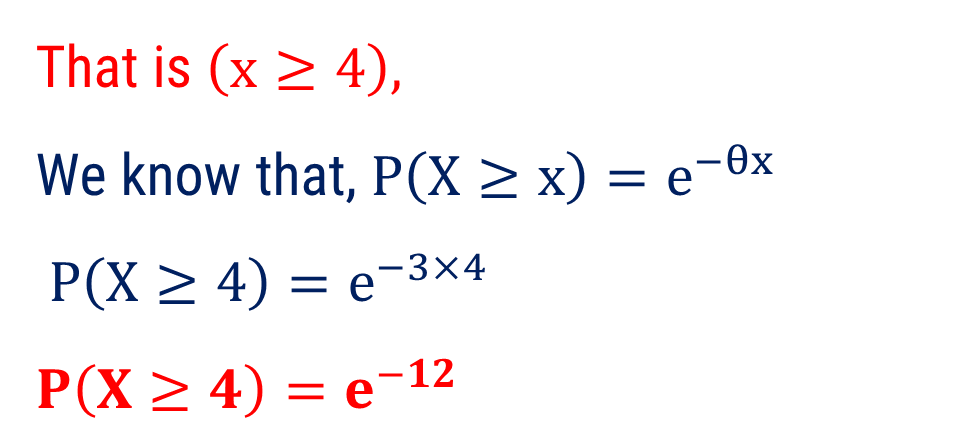 That is (x ≥ 4),
We know that, P(X ≥ x) = e^{−θx}
P(X ≥ 4) = e^{−3×4}
P(X ≥ 4) = e^{−12}